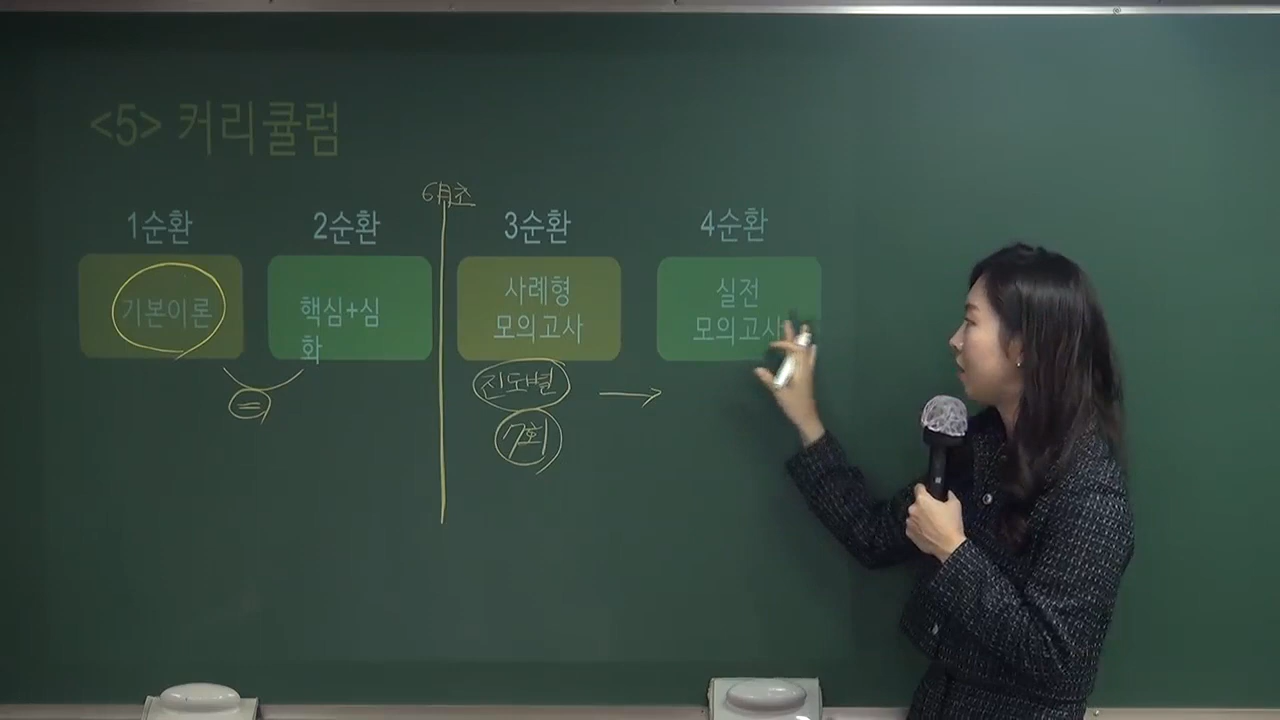 <5> 커리큘럼
6월초
1순환
2순환
3순환
4순환
기본이론
핵심+심
화
사례형
모의고사
실전
모의고사
=
진도별
7회